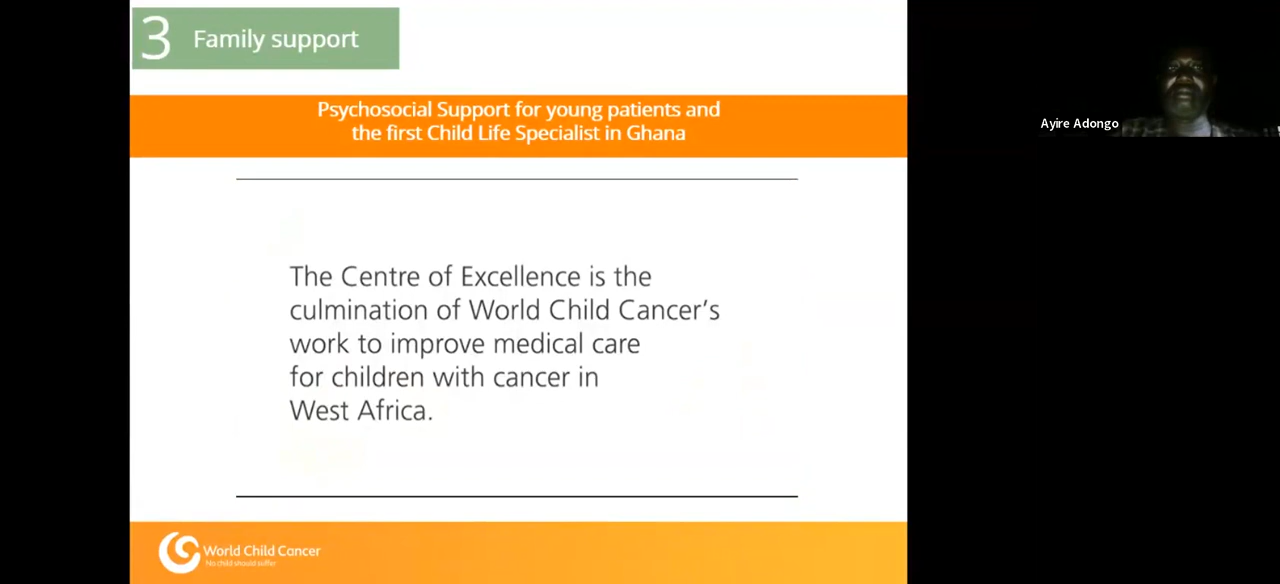 3 Family support
Psychosocial Support for young patients and
the first Child Life Specialist in Ghana
The Centre of Excellence is the
culmination of World Child Cancer’s
work to improve medical care
for children with cancer in
West Africa.
World Child Cancer
No child should suffer
Ayire Adongo